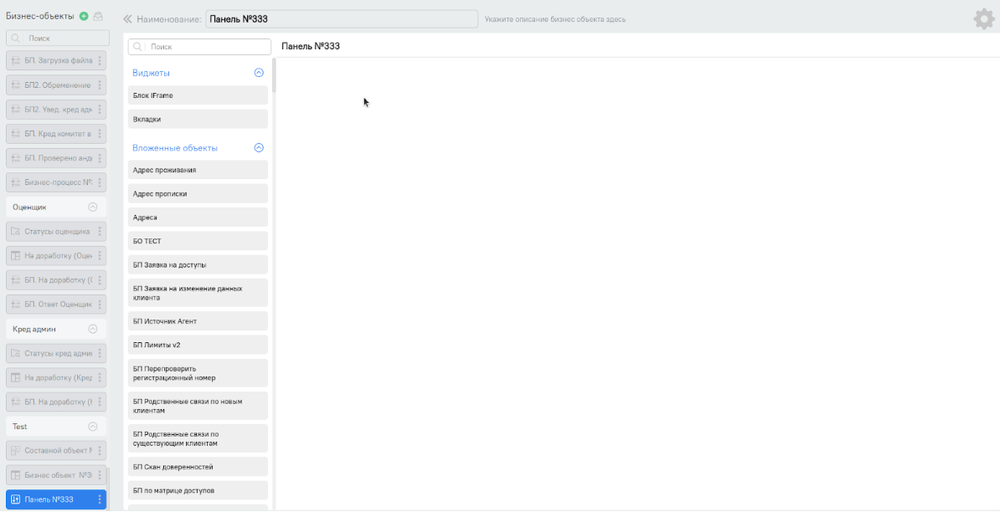 Бизнес-объекты
Поиск
БП. Загрузка файла
БП2. Обременение
БП2. Увед. кред адм
БП. Кред комитет в
БП. Проверено анд
Бизнес-процесс №
Оценщик
Статусы оценщика
На доработку (Оцен
БП. На доработку (
БП. Ответ Оценщик
Кред админ
Статусы кред адми
На доработку (Кред
БП. На доработку (
Test
Составной объект
Бизнес объект №3
Панель №333
Наименование:
Панель №333
Укажите описание бизнес объекта здесь
Поиск
Виджеты
Блок IFrame
Вкладки
Вложенные объекты
Адрес проживания
Адрес прописки
Адреса
БО ТЕСТ
БП Заявка на доступы
БП Заявка на изменение данных
клиента
БП Источник Агент
БП Лимиты v2
БП Перепроверить
регистрационный номер
БП Родственные связи по новым
клиентам
БП Родственные связи по
существующим клиентам
БП Скан доверенностей
БП по матрице доступов
Панель №333